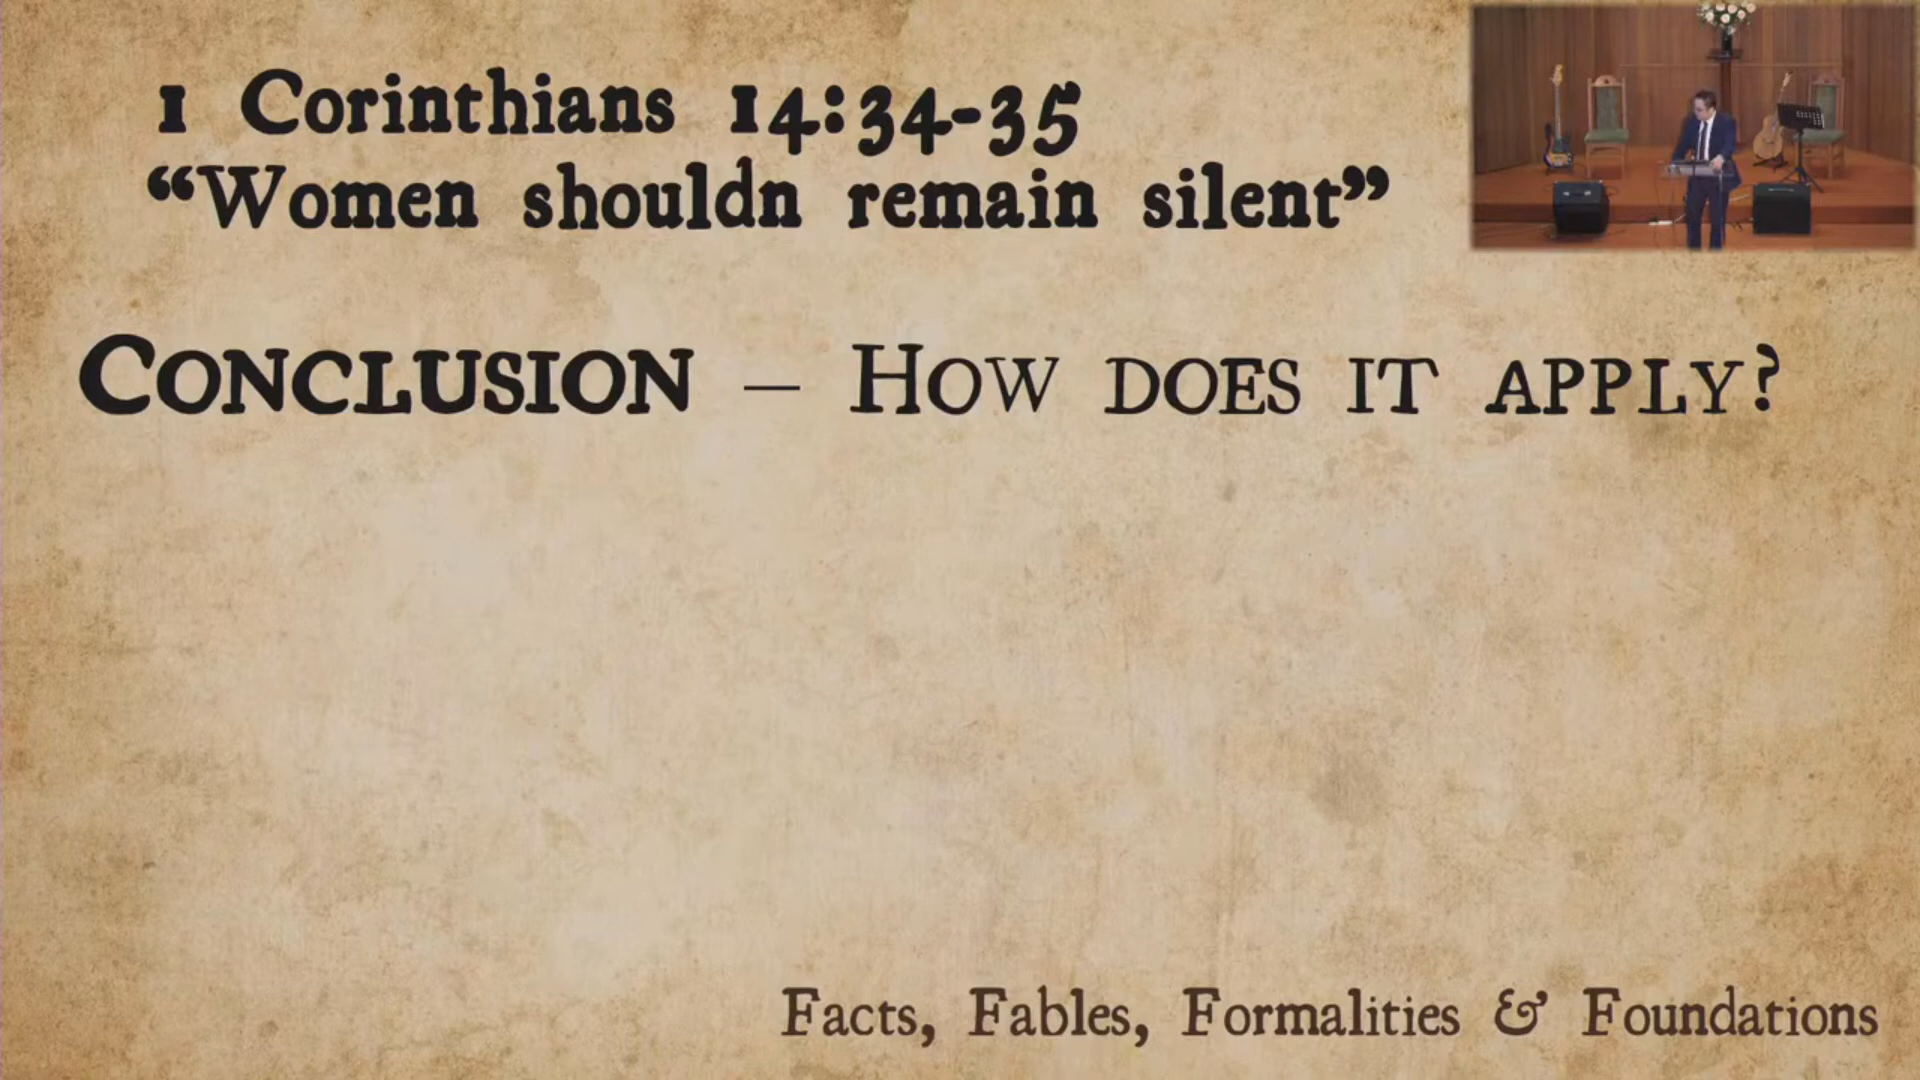 1 Corinthians 14:34-35
“Women shouldn remain silent”
CONCLUSION – HOW DOES IT APPLY?
Facts, Fables, Formalities & Foundations